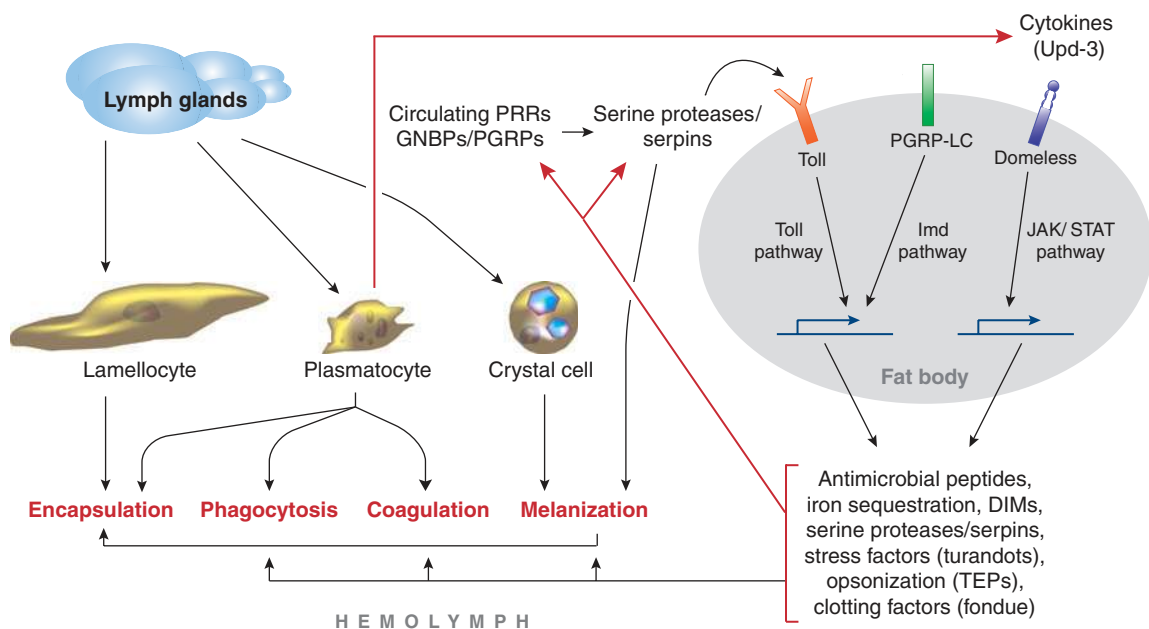 Cytokines
(Upd-3)
Lymph glands
Circulating PRRs
GNBPs/PGRPs
Serine proteases/
serpins
Toll
PGRP-LC
Domeless
Toll
pathway
Imd
pathway
JAK/ STAT
pathway
Lamellocyte
Plasmatocyte
Crystal cell
Fat body
Encapsulation
Phagocytosis
Coagulation
Melanization
Antimicrobial peptides,
iron sequestration, DIMs,
serine proteases/serpins,
stress factors (turandots),
opsonization (TEPs),
clotting factors (fondue)
HEMOLYMPH